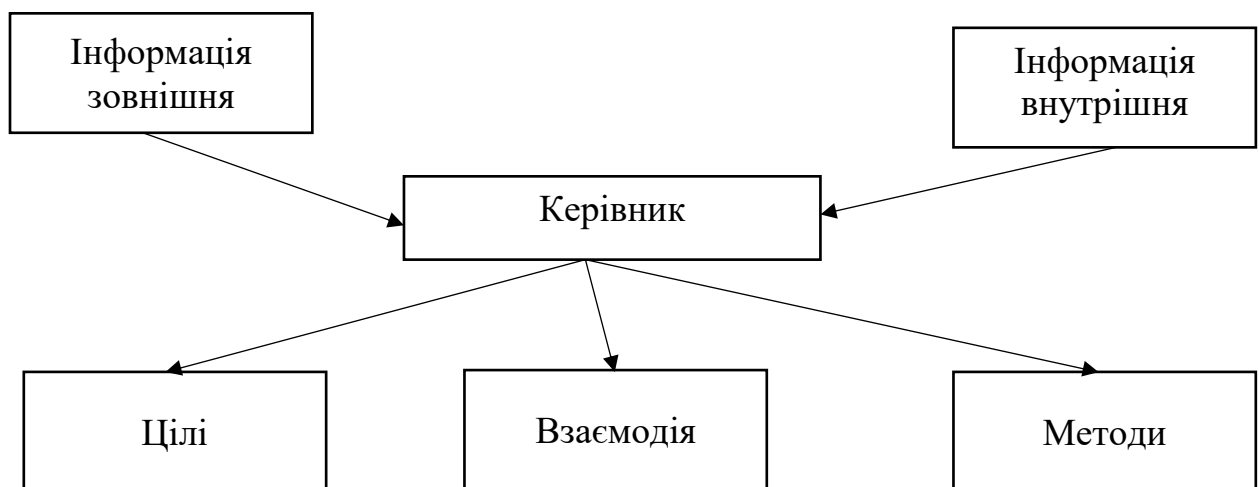 Інформація
зовнішня
Інформація
внутрішня
Керівник
Цілі
Взаємодія
Методи